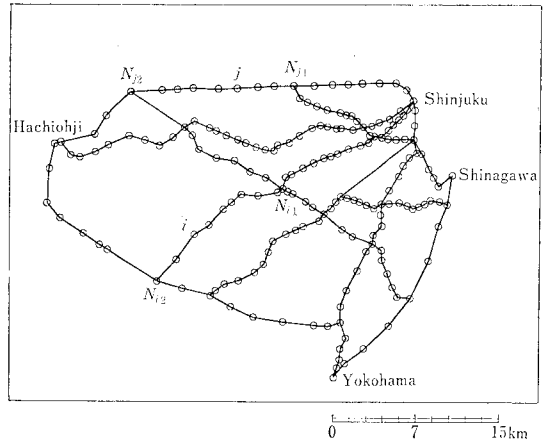 N_{j2}
j
N_{j1}
Shinjuku
Hachiohji
Shinagawa
N_{i1}
i
N_{i2}
Yokohama
0 7 15km